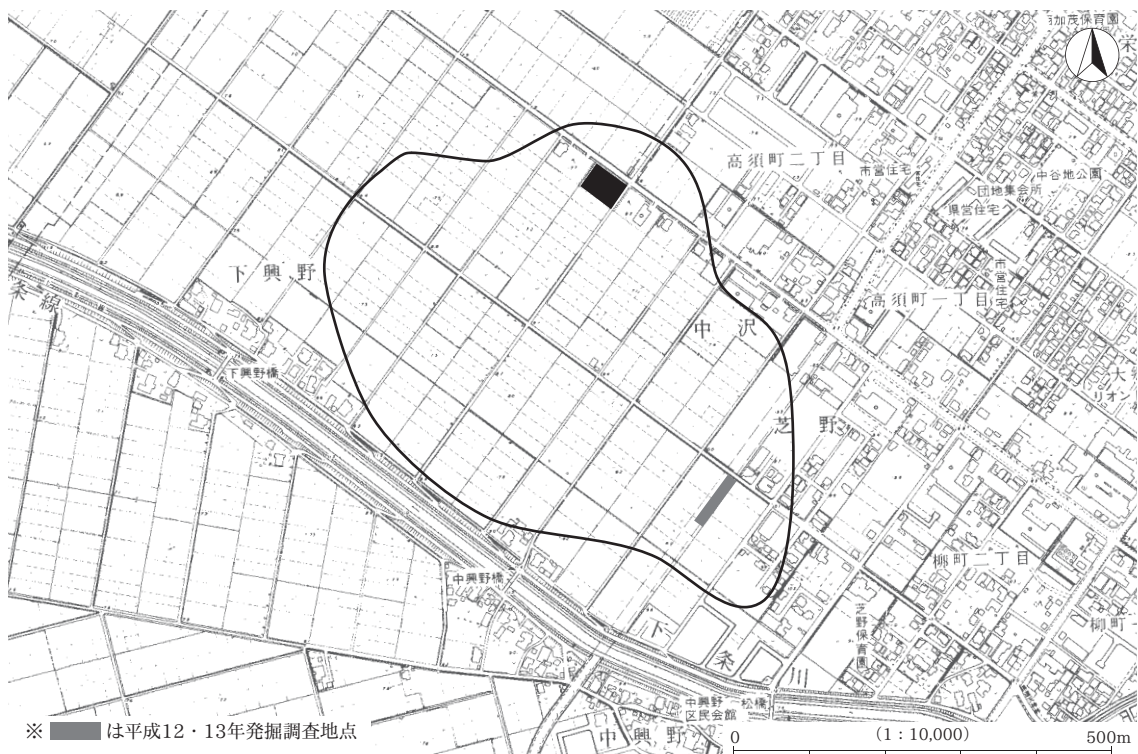 加茂保育園
栄
高須町二丁目
市営住宅
中谷地公園
団地集会所
県営住宅
市営住宅
下興野
高須町一丁目
条線
中沢
下興野橋
大
リオン
芝野
柳町二丁目
中興野橋
芝野保育園
柳町
下条川
中興野
区民会館
松橋
中興野
※ は平成12・13年発掘調査地点
0 (1:10,000) 500m